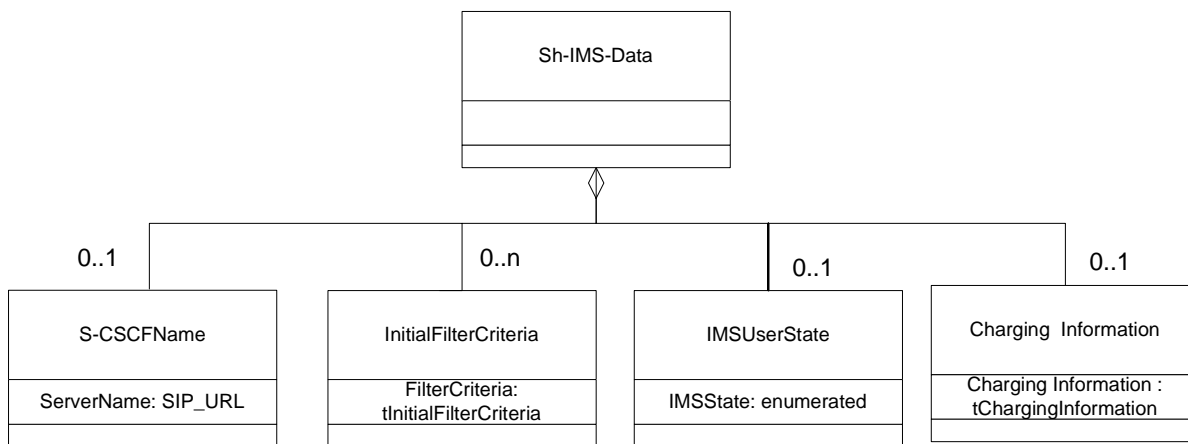 Sh-IMS-Data
0..1
0..n
0..1
0..1
S-CSCFName
InitialFilterCriteria
IMSUserState
Charging Information
ServerName: SIP_URL
FilterCriteria:
tInitialFilterCriteria
IMSState: enumerated
Charging Information :
tChargingInformation